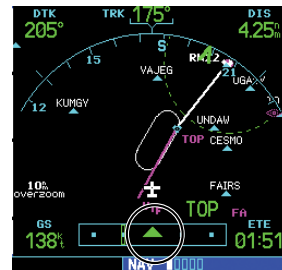 DTK TRK 175° DIS
205° 4.25nm
S
15
VAJEG
21
UGA
12
KUMGY
UNDAW
TOP CESMO
10nm
overzoom
FAIRS
TOP FA
GS ETE
138kt 01:51
NAV